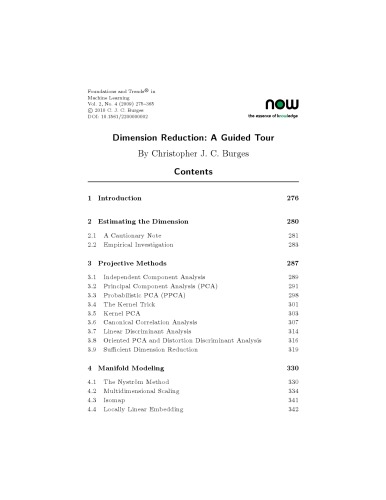 Foundations and Trends® in
Machine Learning
Vol. 2, No. 4 (2009) 275–365
© 2010 C. J. C. Burges
DOI: 10.1561/2200000002
now
the essence of knowledge
Dimension Reduction: A Guided Tour
By Christopher J. C. Burges
Contents
1 Introduction 276
2 Estimating the Dimension 280
2.1 A Cautionary Note 281
2.2 Empirical Investigation 283
3 Projective Methods 287
3.1 Independent Component Analysis 289
3.2 Principal Component Analysis (PCA) 291
3.3 Probabilistic PCA (PPCA) 298
3.4 The Kernel Trick 301
3.5 Kernel PCA 303
3.6 Canonical Correlation Analysis 307
3.7 Linear Discriminant Analysis 314
3.8 Oriented PCA and Distortion Discriminant Analysis 316
3.9 Sufficient Dimension Reduction 319
4 Manifold Modeling 330
4.1 The Nyström Method 330
4.2 Multidimensional Scaling 334
4.3 Isomap 341
4.4 Locally Linear Embedding 342